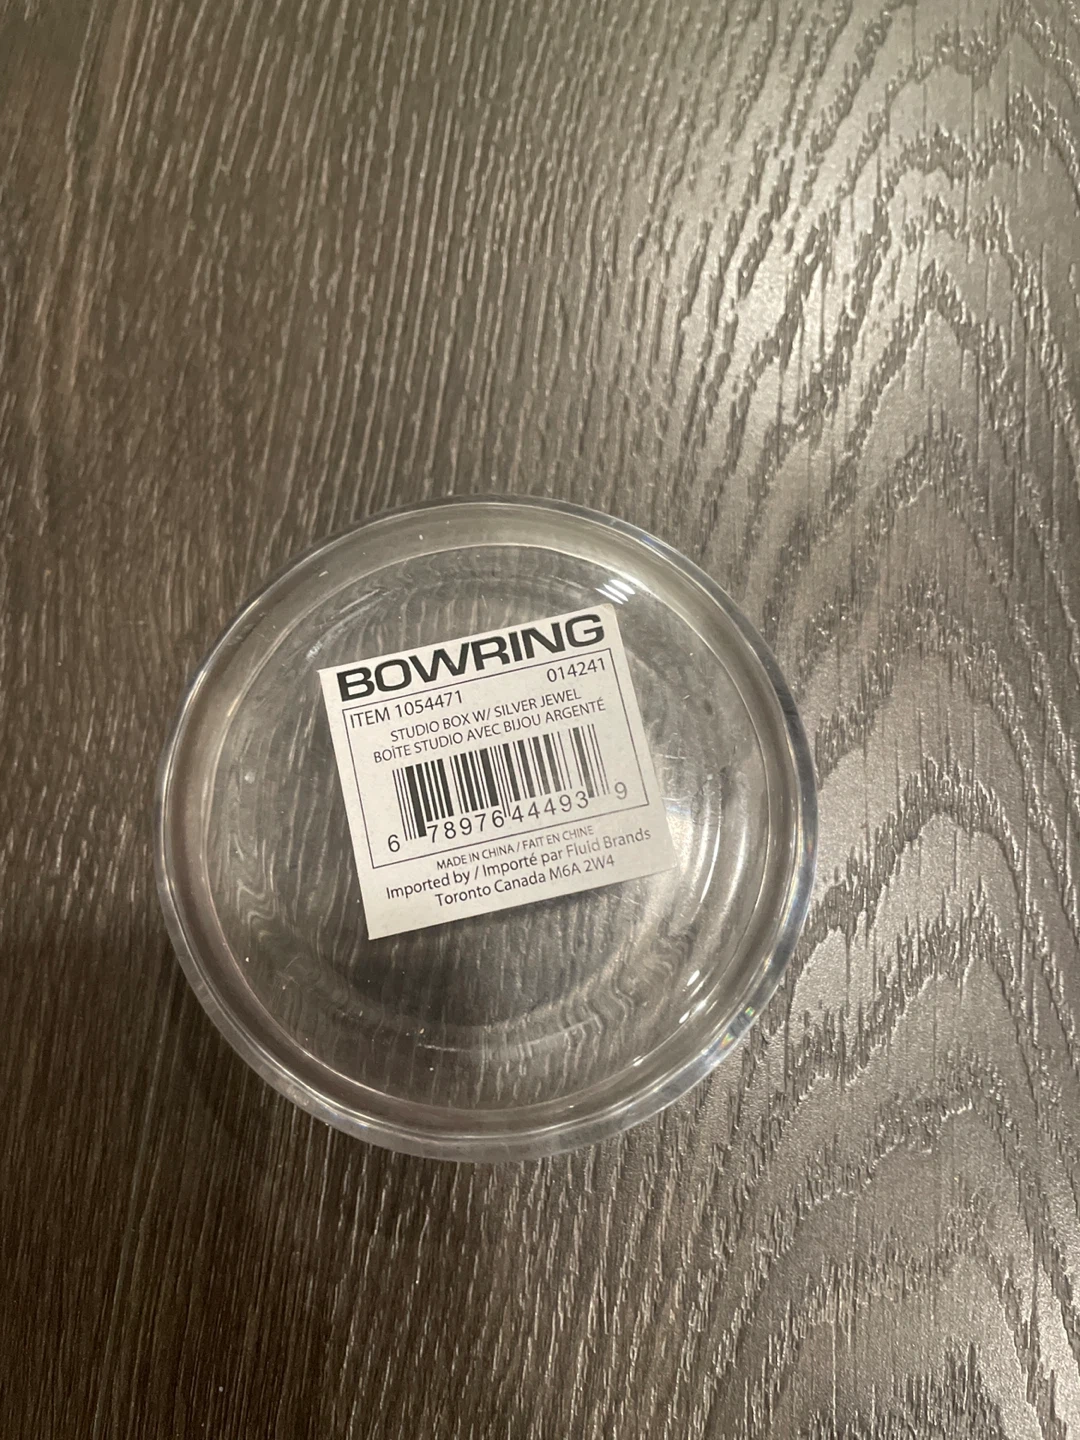 BOWRING
ITEM 1054471 014241
STUDIO BOX W/ SILVER JEWEL
BOÎTE STUDIO AVEC BIJOU ARGENTÉ
6 78976 44493 9
MADE IN CHINA / FAIT EN CHINE
Imported by / Importé par Fluid Brands
Toronto Canada M6A 2W4